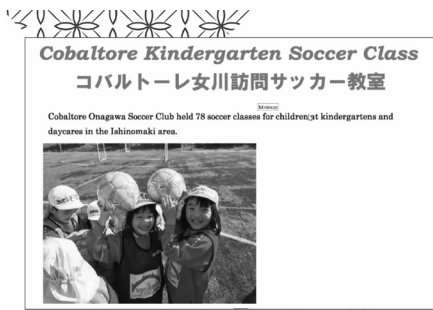 Cobaltore Kindergarten Soccer Class
コバルトーレ女川訪問サッカー教室
Cobaltore Onagawa Soccer Club held 78 soccer classes for children at kindergartens and
daycares in the Ishinomaki area.